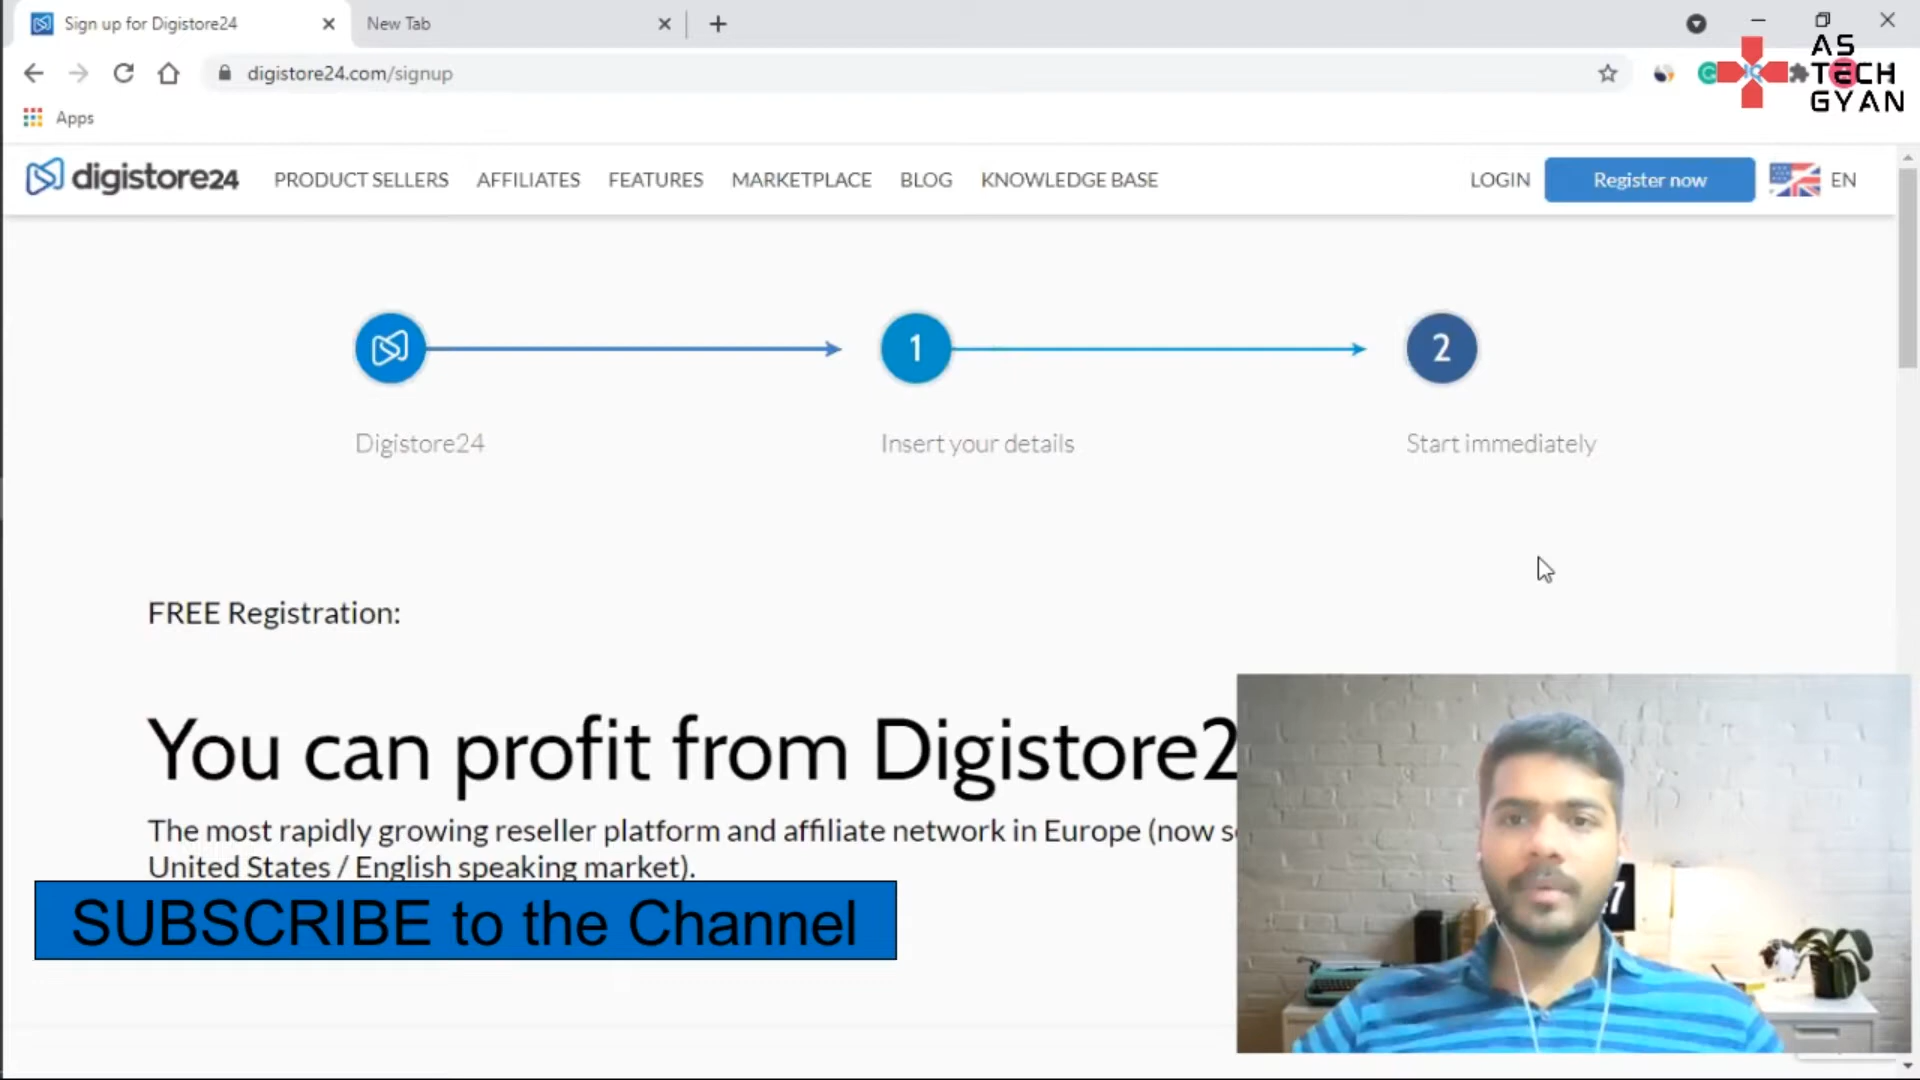 Sign up for Digistore24
New Tab
digistore24.com/signup
AS
TECH
GYAN
Apps
digistore24
PRODUCT SELLERS
AFFILIATES
FEATURES
MARKETPLACE
BLOG
KNOWLEDGE BASE
LOGIN
Register now
EN
1
2
Digistore24
Insert your details
Start immediately
FREE Registration:
You can profit from Digistore2
The most rapidly growing reseller platform and affiliate network in Europe (now
United States / English speaking market).
SUBSCRIBE to the Channel
7